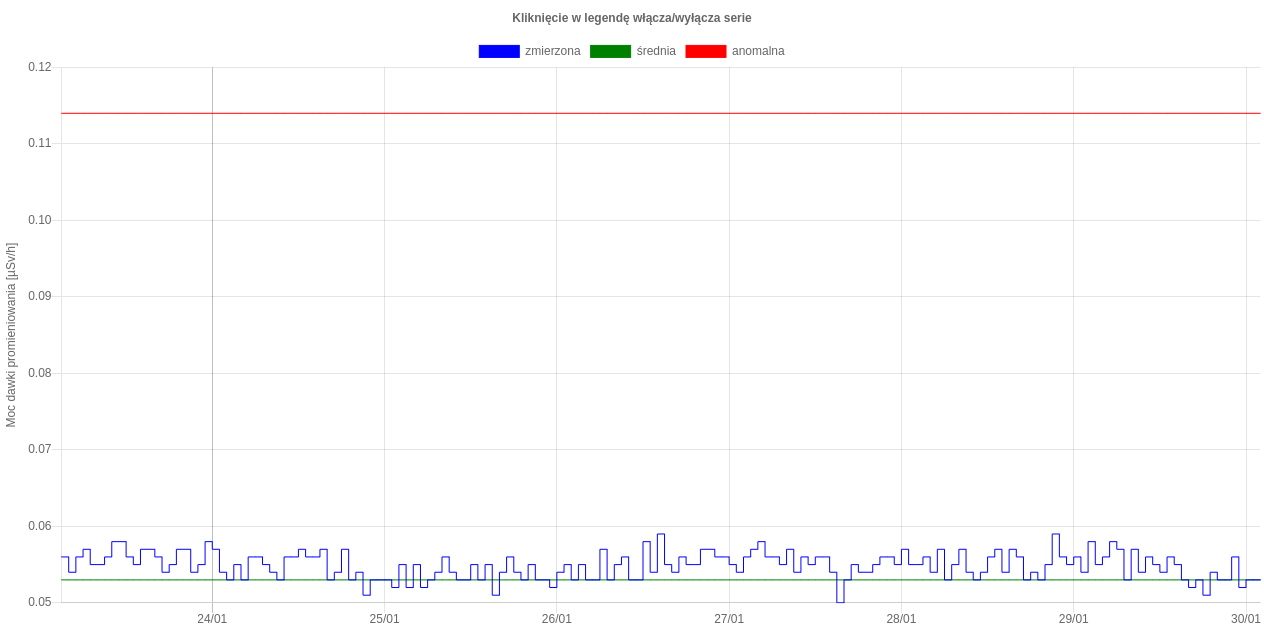 Kliknięcie w legendę włącza/wyłącza serie
zmierzona średnia anomalna
Moc dawki promieniowania [µSv/h]
0.12
0.11
0.10
0.09
0.08
0.07
0.06
0.05
24/01 25/01 26/01 27/01 28/01 29/01 30/01